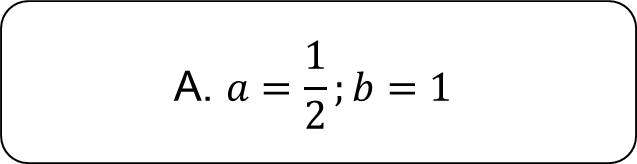 A. a = 1/2 ; b = 1